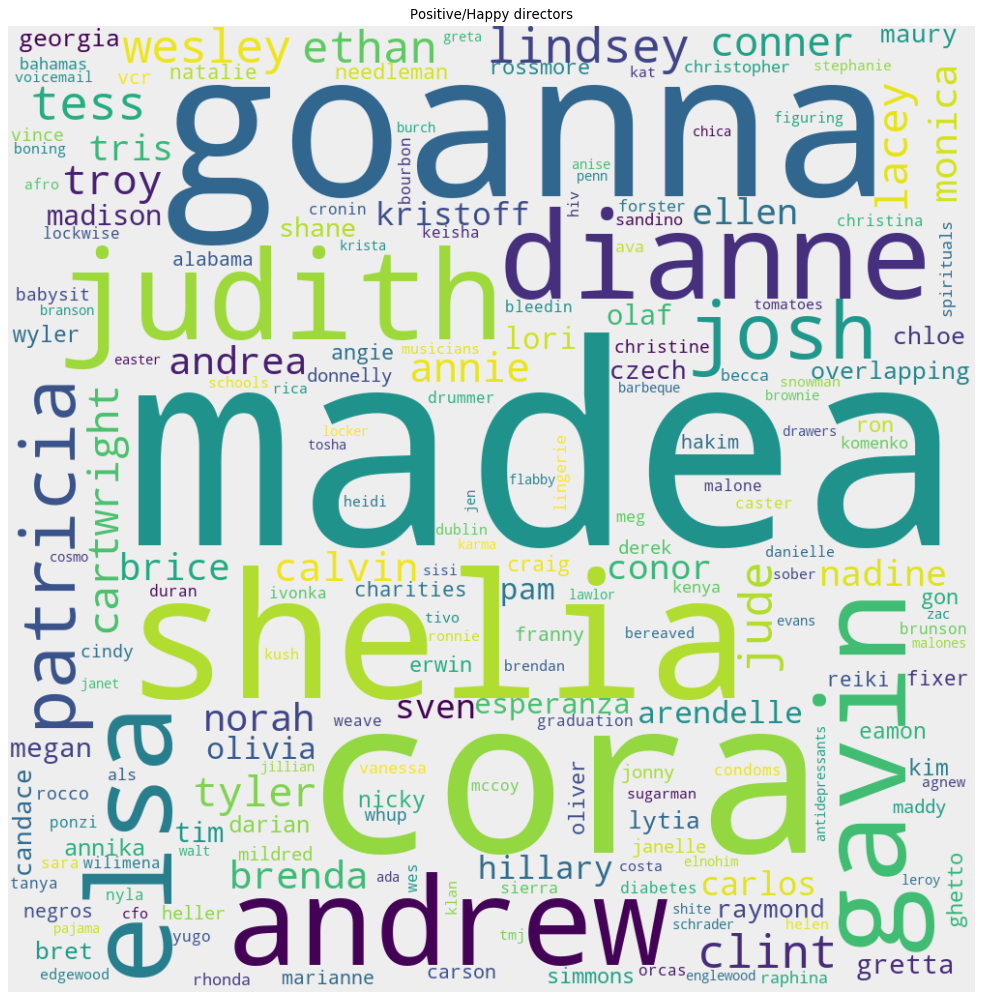 Positive/Happy directors
georgia
wesley
ethan
greta
lindsey
conner
maury
bahamas
voicemail
vcr
natalie
needleman
rossmore
kat
christopher
stephanie
tess
goanna
lacey
monica
vince
boning
tris
burch
bourbon
chica
figuring
anise
penn
hiv
afro
troy
madison
lockwise
cronin
kristoff
keisha
forster
sandino
ellen
christina
shane
krista
dianne
ava
spirituals
alabama
judith
babysit
branson
wyler
bleedin
olaf
tomatoes
josh
chloe
easter
andrea
angie
donnelly
musicians
annie
lori
christine
czech
becca
overlapping
schools
rica
drummer
barbeque
snowman
brownie
patricia
cartwright
madea
locker
tosha
heidi
jen
flabby
lingerie
hakim
drawers
ron
komenko
malone
caster
meg
dublin
karma
derek
danielle
cosmo
brice
calvin
sisi
craig
conor
sober
nadine
duran
ivonka
charities
pam
lawlor
kenya
jude
gon
zac
shelia
tivo
ronnie
franny
bereaved
evans
brunson
malones
cindy
kush
erwin
brendan
janet
reiki
fixer
sven
esperanza
norah
weave
graduation
arendelle
gavin
eamon
megan
elsa
olivia
cora
als
jillian
vanessa
mccoy
oliver
jonny
condoms
kim
agnew
candace
rocco
tyler
nicky
whup
sugarman
antidepressants
maddy
ponzi
tim
darian
lytia
annika
walt
mildred
janelle
elnohim
sara
wilimena
tanya
brenda
ada
wes
hillary
costa
leroy
nyla
klan
sierra
diabetes
carlos
ghetto
negros
cfo
heller
andrew
shite
raymond
pajama
yugo
tmj
schrader
helen
bret
clint
gretta
edgewood
rhonda
marianne
carson
simmons
orcas
englewood
raphina